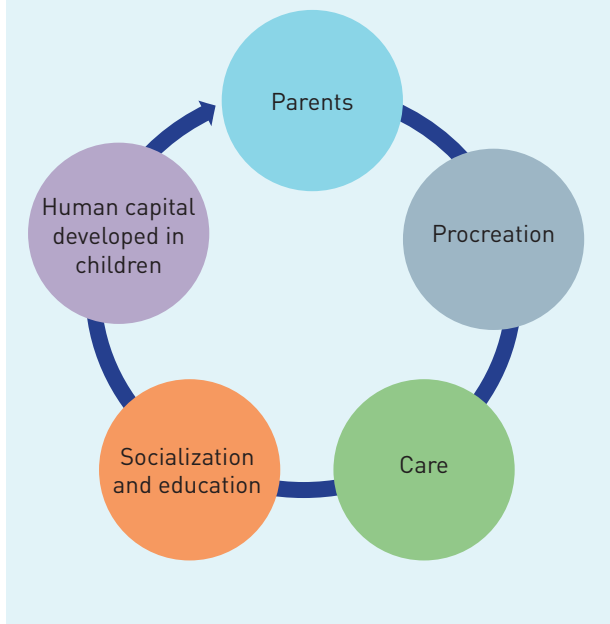 Parents
Procreation
Care
Socialization
and education
Human capital
developed in
children